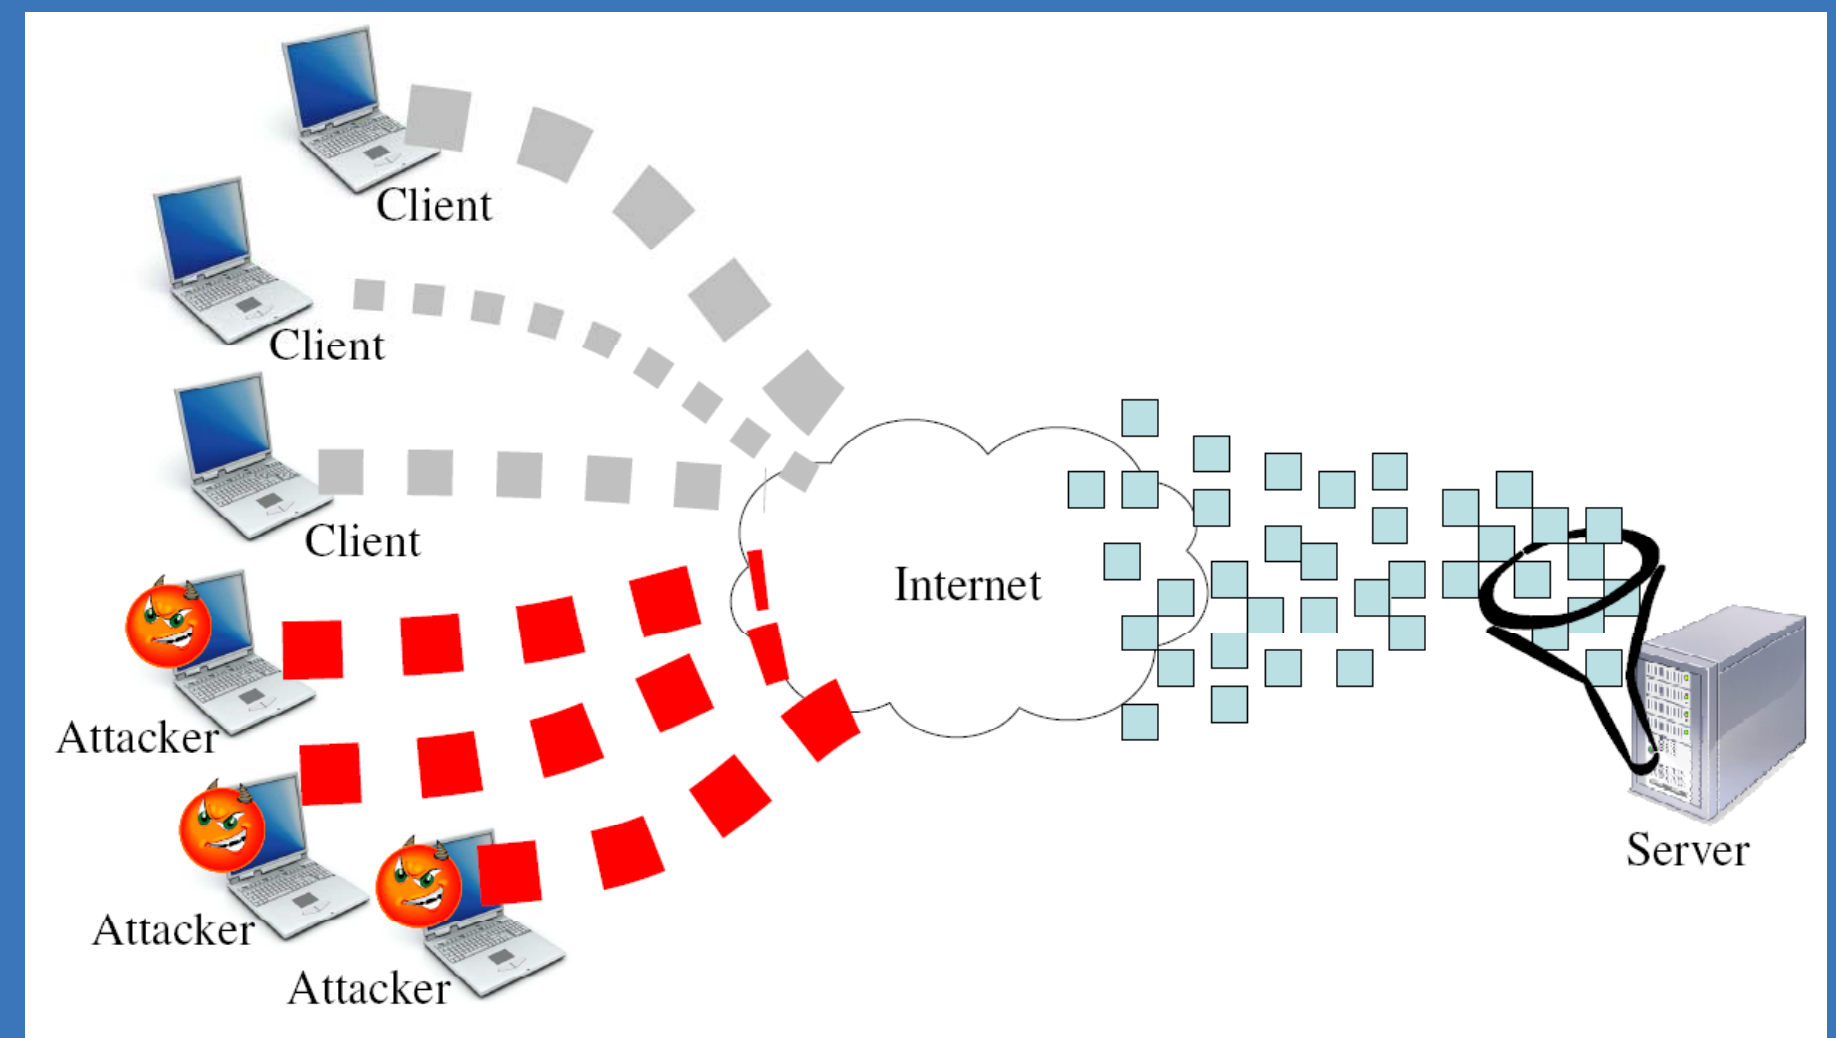 Client
Client
Client
Internet
Attacker
Server
Attacker
Attacker